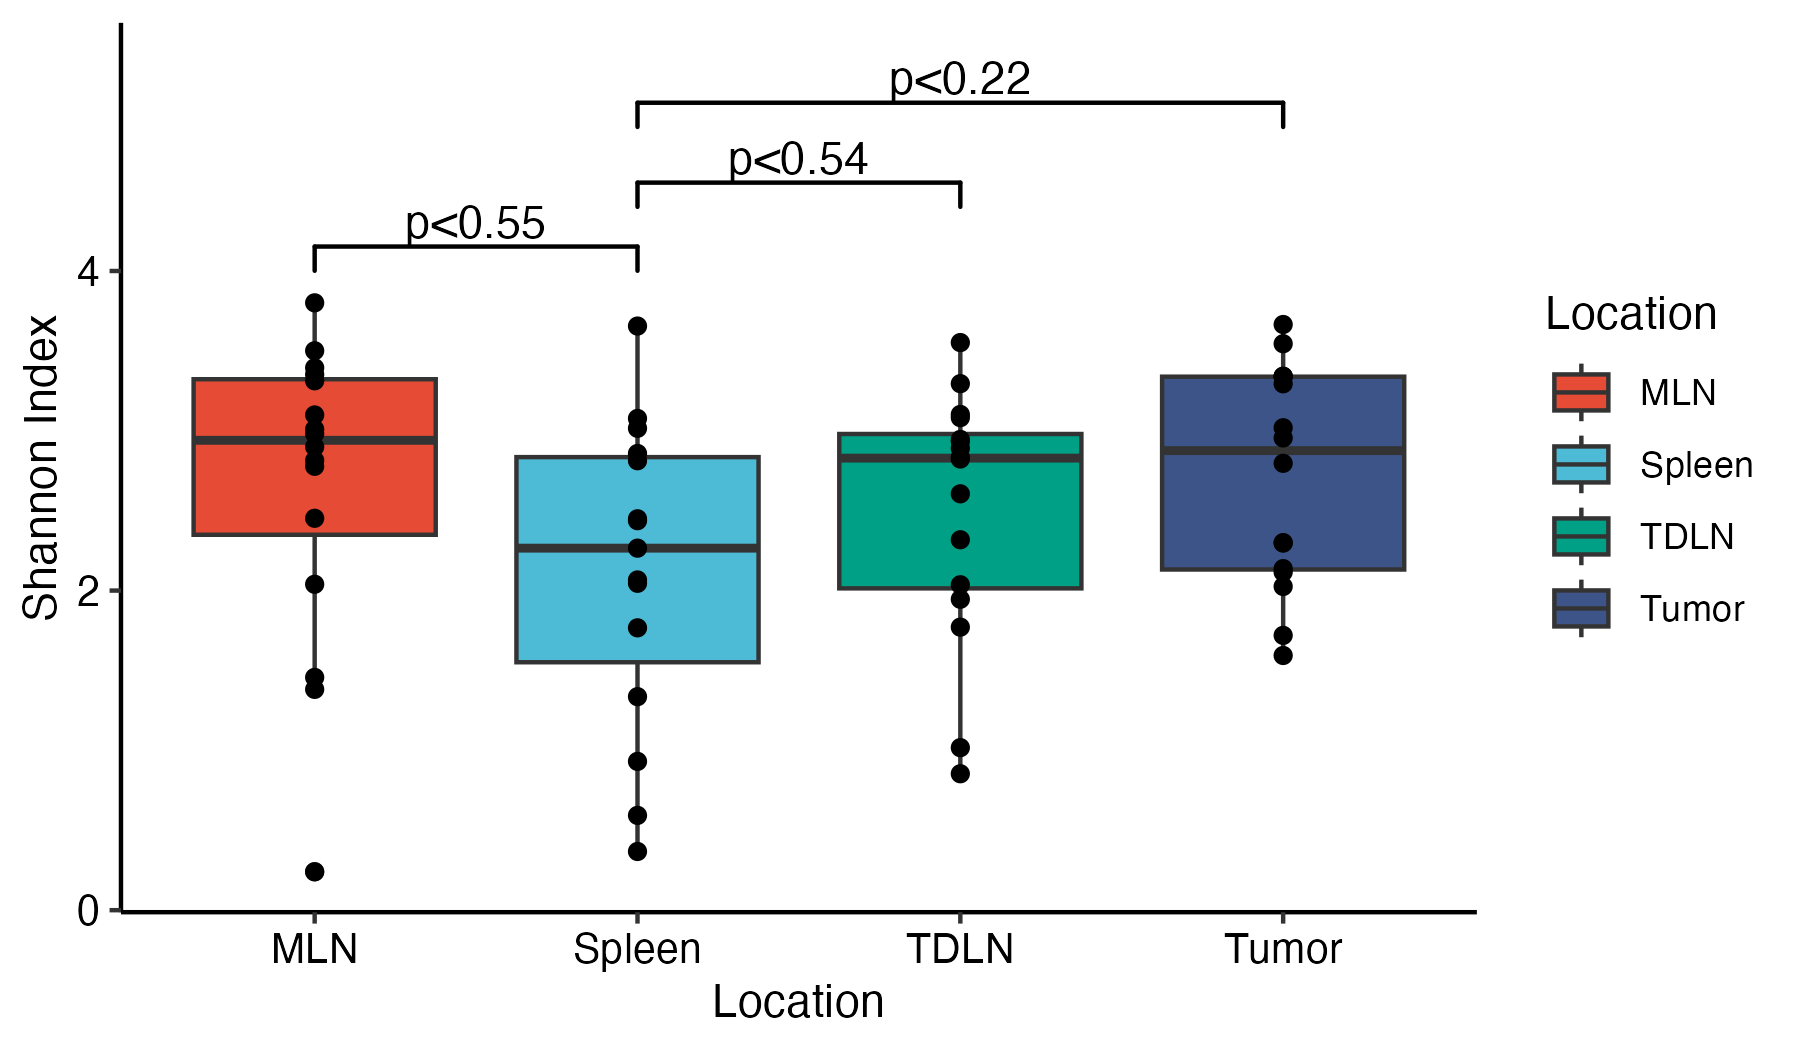 p<0.22
p<0.54
p<0.55
4
2
0
Shannon Index
MLN
Spleen
TDLN
Tumor
Location
Location
MLN
Spleen
TDLN
Tumor